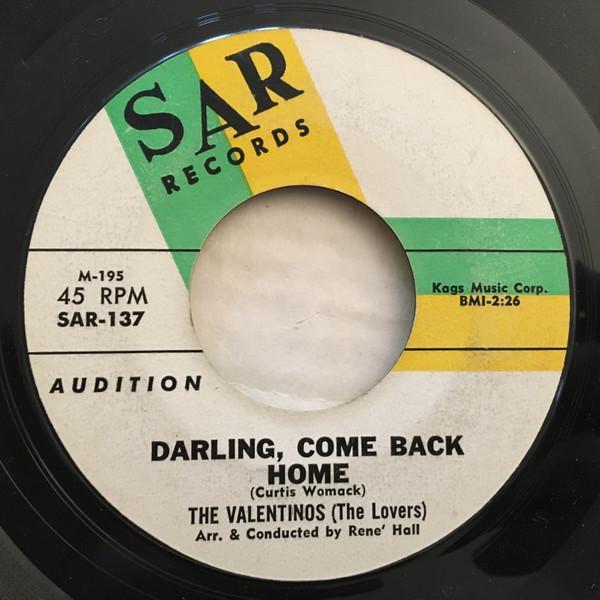 SAR
RECORDS
M-195
45 RPM
SAR-137
Kags Music Corp.
BMI-2:26
AUDITION
DARLING, COME BACK
HOME
(Curtis Womack)
THE VALENTINOS (The Lovers)
Arr. & Conducted by Rene' Hall